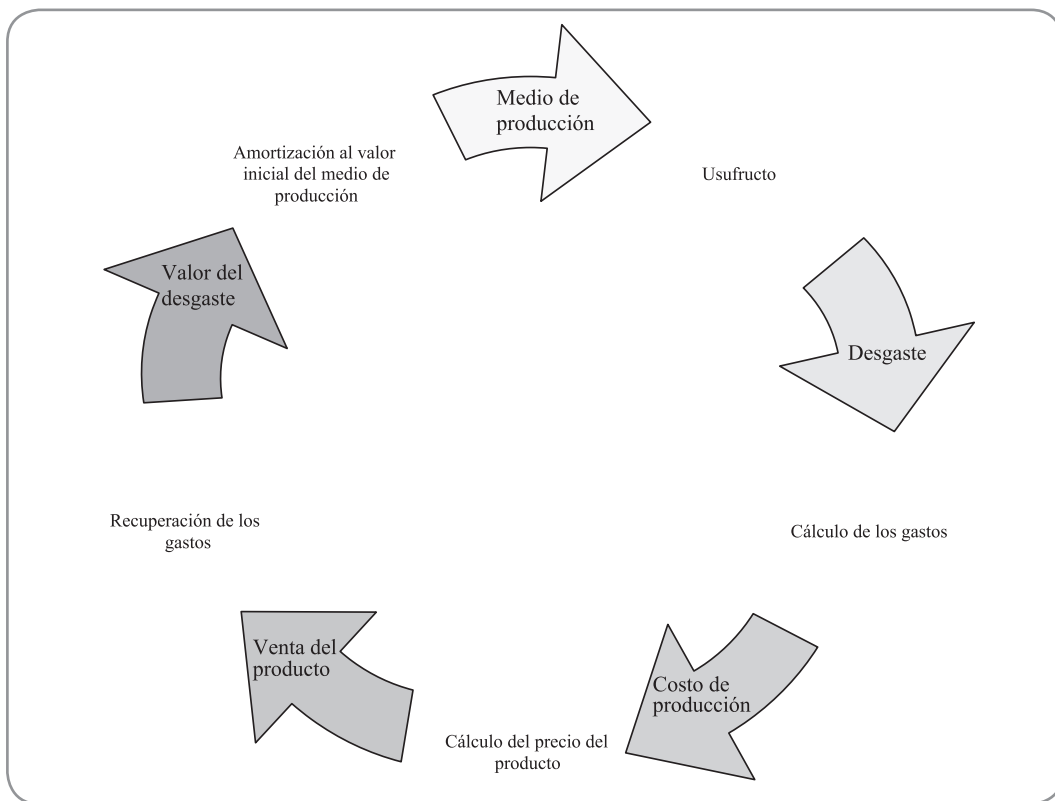 Medio de
producción
Amortización al valor
inicial del medio de
producción
Usufructo
Valor del
desgaste
Desgaste
Recuperación de los
gastos
Cálculo de los gastos
Venta del
producto
Costo de
producción
Cálculo del precio del
producto